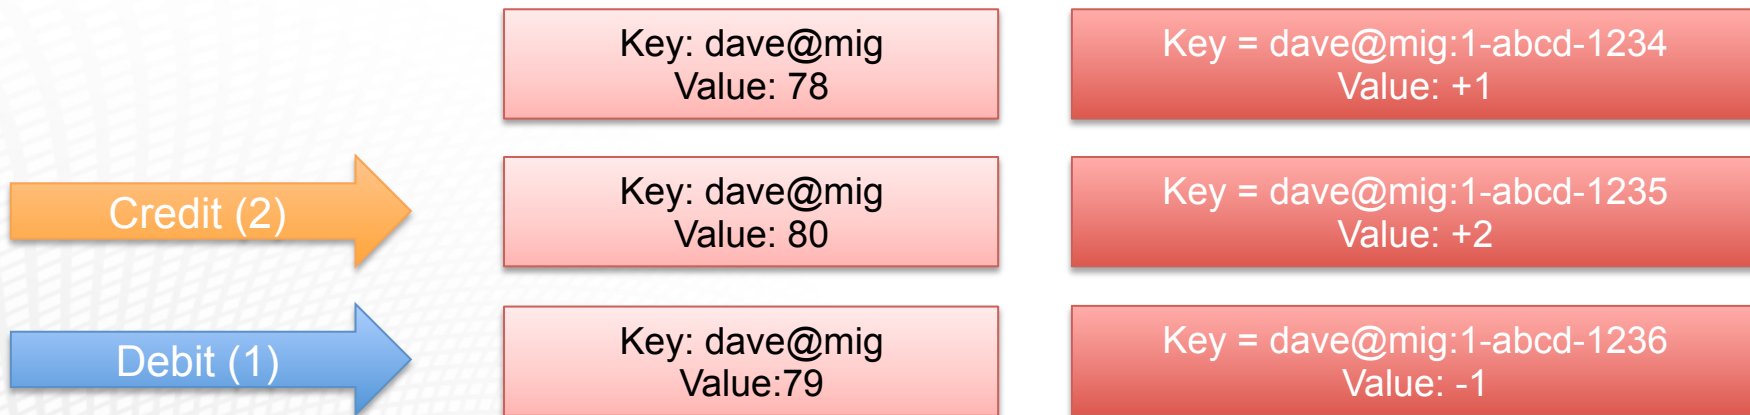 Key: dave@mig
Value: 78
Key = dave@mig:1-abcd-1234
Value: +1
Credit (2)
Key: dave@mig
Value: 80
Key = dave@mig:1-abcd-1235
Value: +2
Debit (1)
Key: dave@mig
Value:79
Key = dave@mig:1-abcd-1236
Value: -1